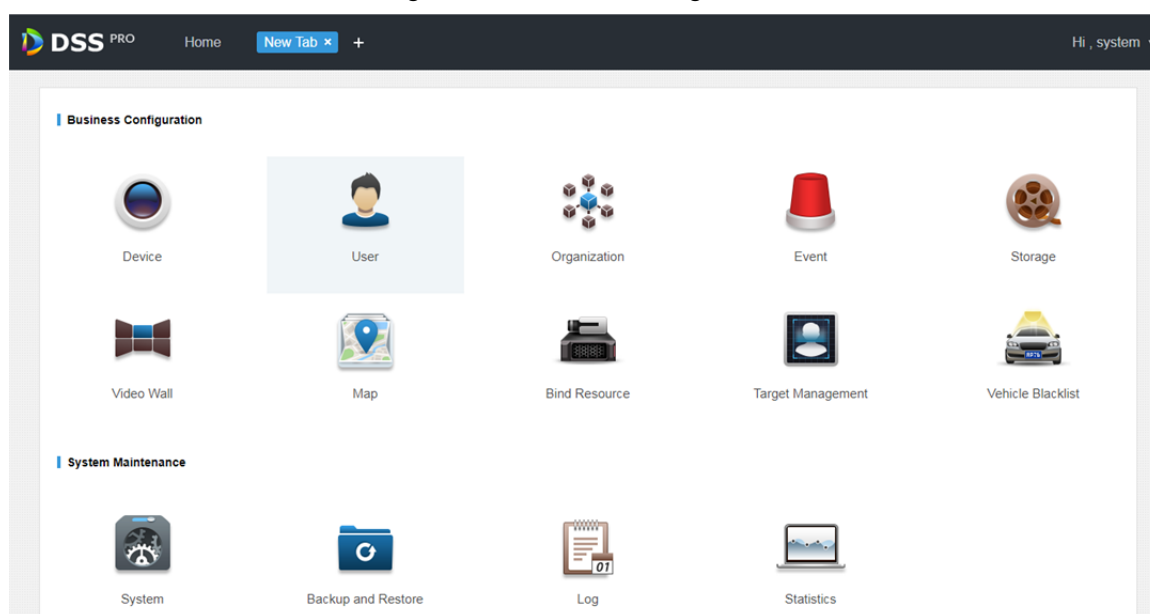 DSS PRO Home New Tab × + Hi , system
Business Configuration
Device User Organization Event Storage
Video Wall Map Bind Resource Target Management Vehicle Blacklist
System Maintenance
01
System Backup and Restore Log Statistics